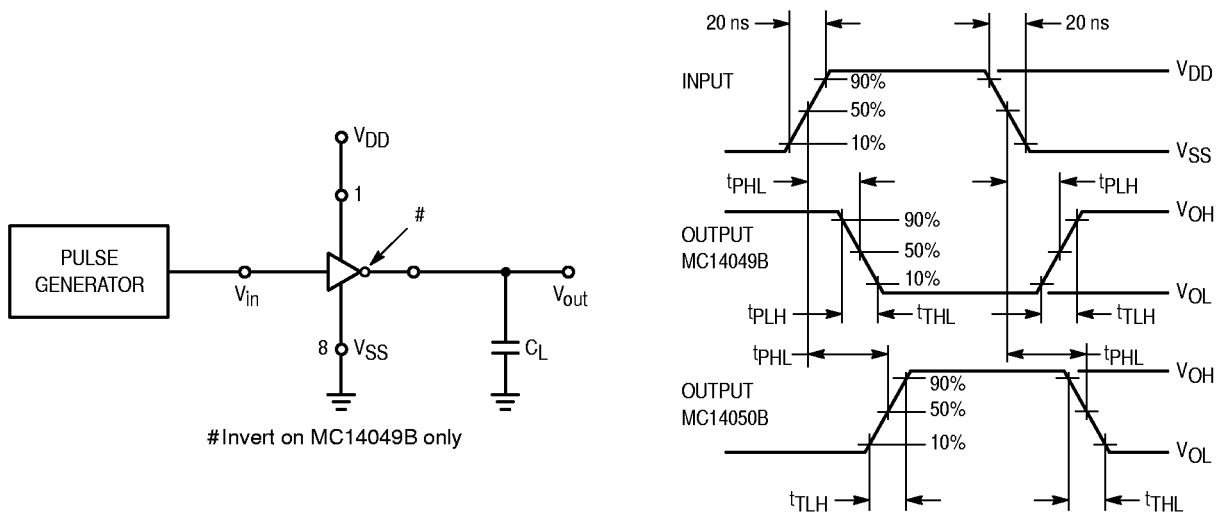 V_DD
1
#
PULSE
GENERATOR
V_in
V_out
8
V_SS
C_L
#Invert on MC14049B only
20 ns
20 ns
INPUT
90%
50%
10%
V_DD
V_SS
t_PHL
t_PLH
OUTPUT
MC14049B
90%
50%
10%
V_OH
V_OL
t_PLH
t_THL
t_TLH
t_PHL
t_PHL
OUTPUT
MC14050B
90%
50%
10%
V_OH
V_OL
t_TLH
t_THL